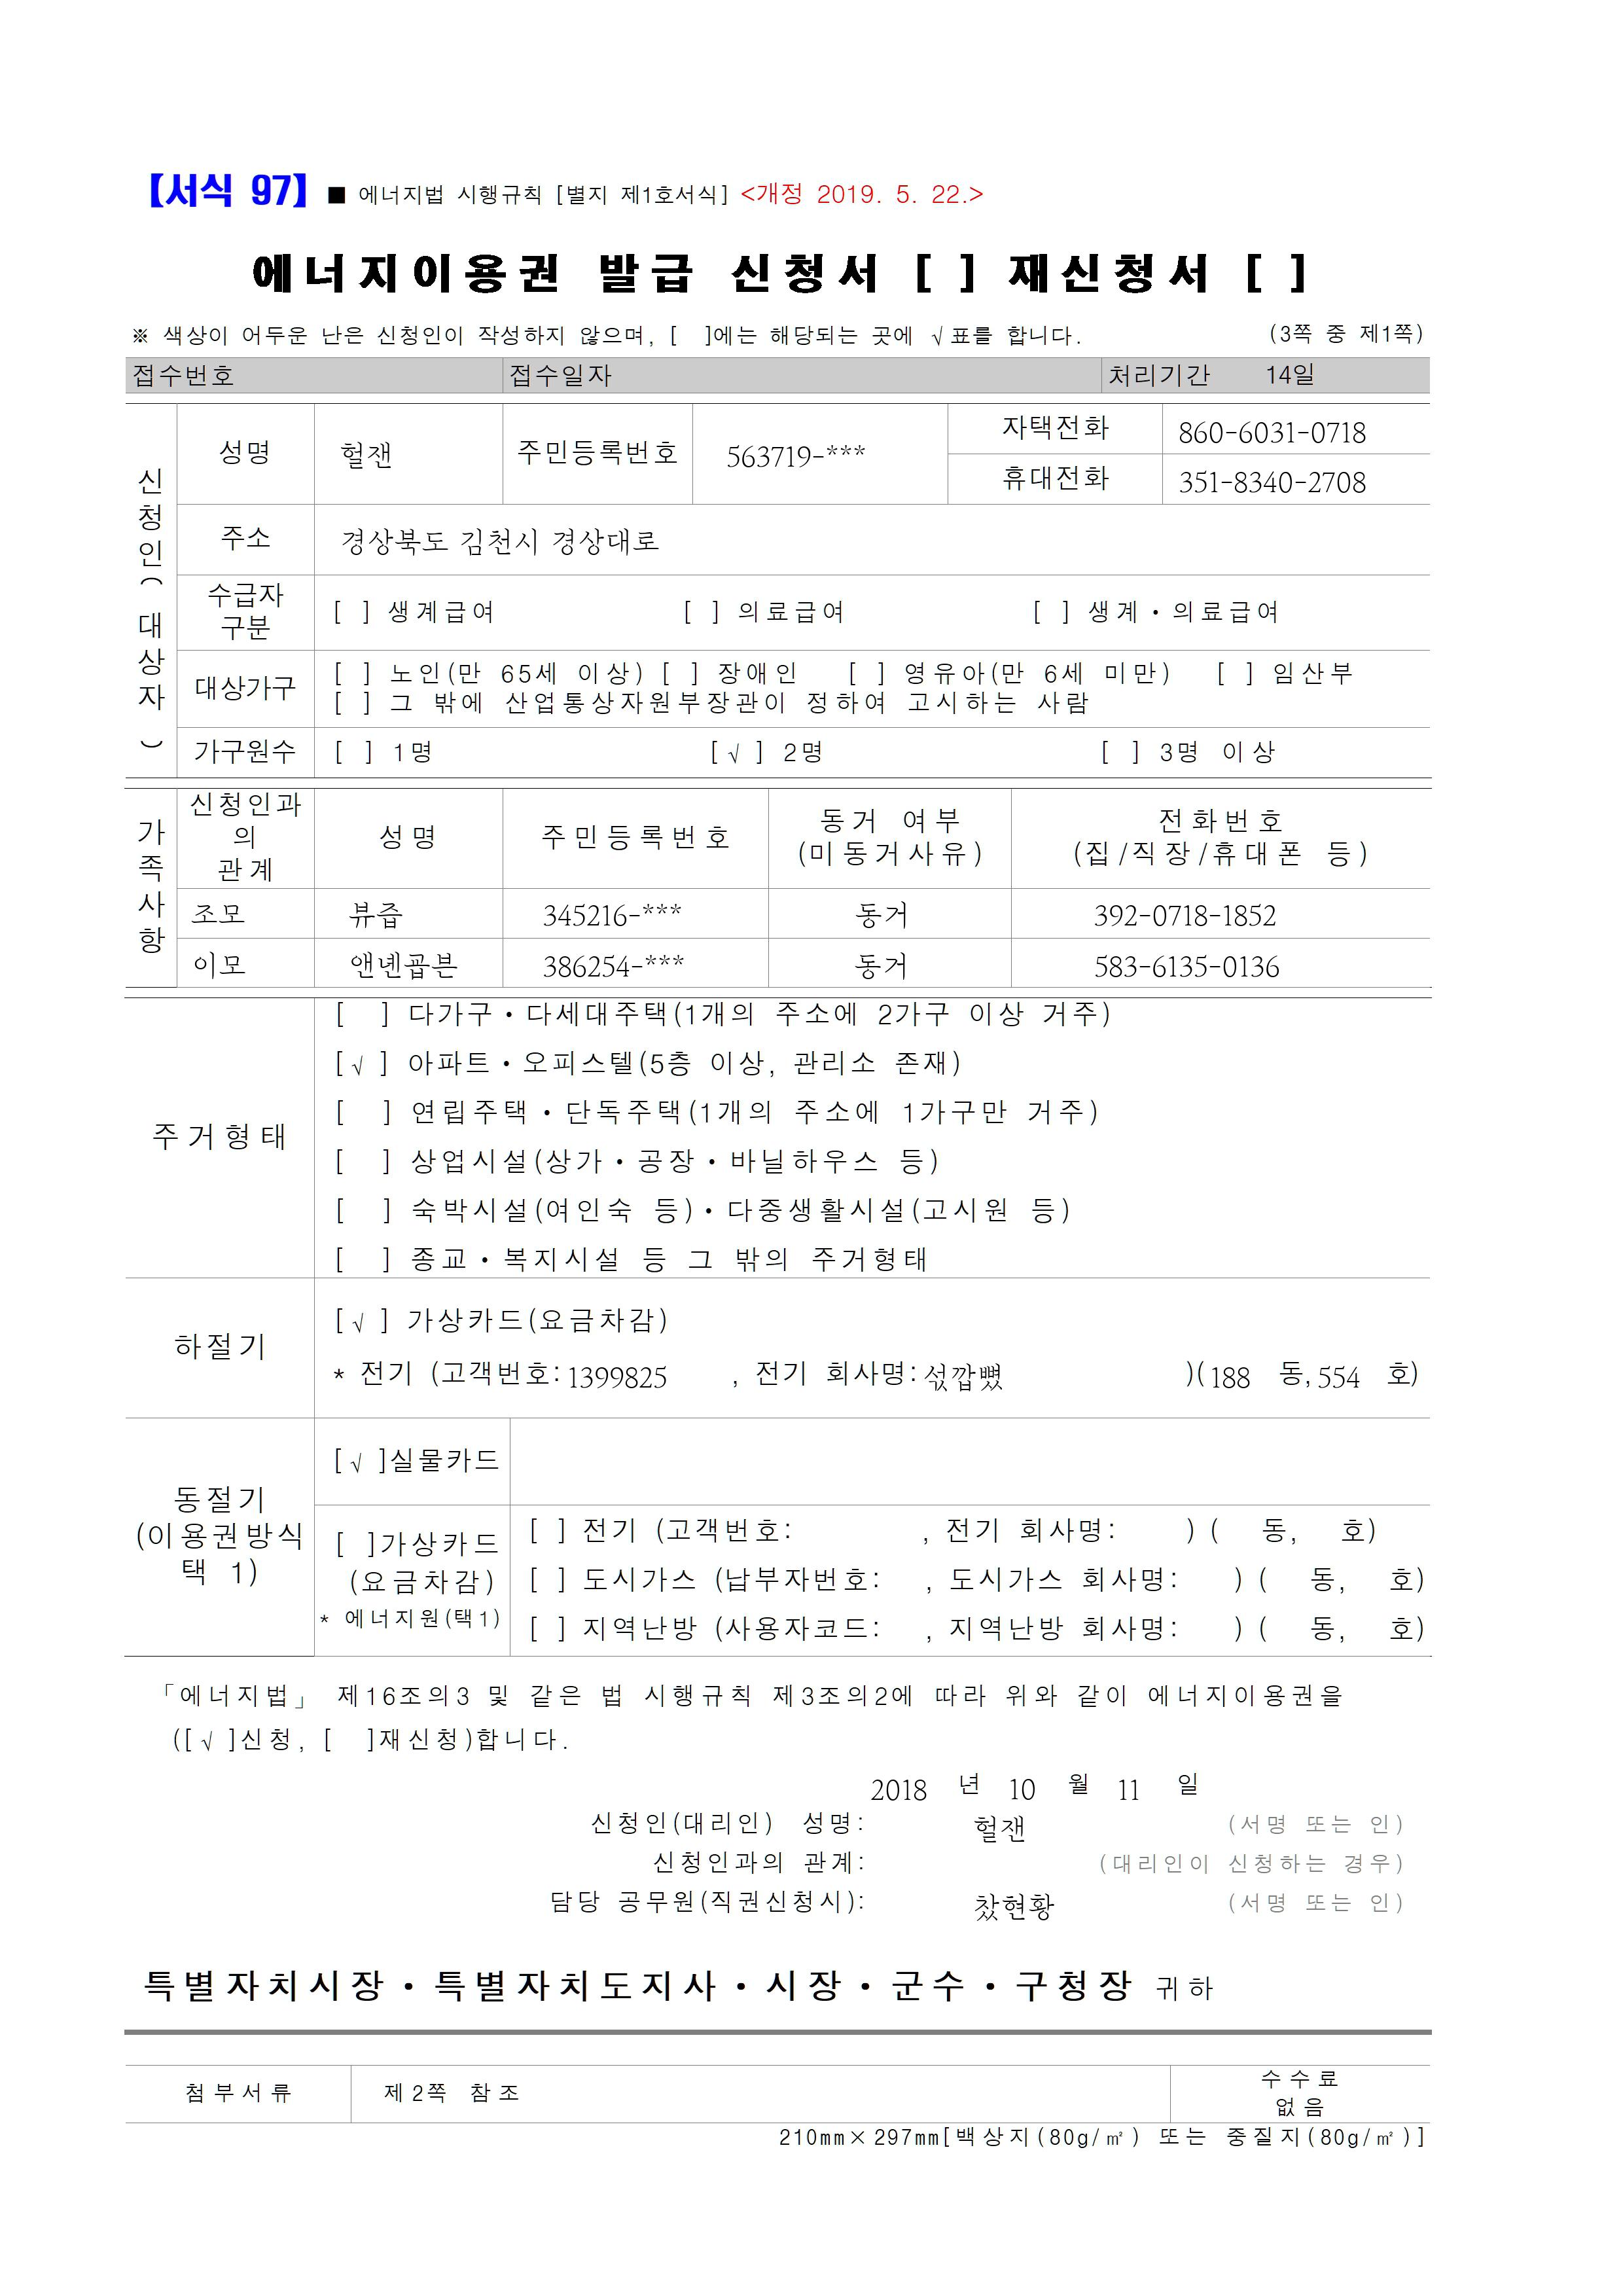 【서식 97】 ■ 에너지법 시행규칙 [별지 제1호서식] <개정 2019. 5. 22.>
에너지이용권 발급 신청서 [ ] 재신청서 [ ]
※ 색상이 어두운 난은 신청인이 작성하지 않으며, [ ]에는 해당되는 곳에 √표를 합니다. (3쪽 중 제1쪽)
접수번호 접수일자 처리기간 14일
신청인(대상자)
성명 헐잰 주민등록번호 563719-*** 자택전화 860-6031-0718
휴대전화 351-8340-2708
주소 경상북도 김천시 경상대로
수급자 구분 [ ] 생계급여 [ ] 의료급여 [ ] 생계·의료급여
대상가구 [ ] 노인(만 65세 이상) [ ] 장애인 [ ] 영유아(만 6세 미만) [ ] 임산부
[ ] 그 밖에 산업통상자원부장관이 정하여 고시하는 사람
가구원수 [ ] 1명 [√ ] 2명 [ ] 3명 이상
가족사항
신청인과의 관계 성명 주민등록번호 동거 여부 (미동거사유) 전화번호 (집/직장/휴대폰 등)
조모 뷰즙 345216-*** 동거 392-0718-1852
이모 앤녠곱븐 386254-*** 동거 583-6135-0136
주거형태
[ ] 다가구·다세대주택(1개의 주소에 2가구 이상 거주)
[√ ] 아파트·오피스텔(5층 이상, 관리소 존재)
[ ] 연립주택·단독주택(1개의 주소에 1가구만 거주)
[ ] 상업시설(상가·공장·바닐하우스 등)
[ ] 숙박시설(여인숙 등)·다중생활시설(고시원 등)
[ ] 종교·복지시설 등 그 밖의 주거형태
하절기
[√ ] 가상카드(요금차감)
* 전기 (고객번호: 1399825 , 전기 회사명: 섟깝뼜 )( 188 동, 554 호)
동절기
(이용권방식
택 1)
[√ ]실물카드
[ ]가상카드
(요금차감)
* 에너지원(택1)
[ ] 전기 (고객번호: , 전기 회사명: ) ( 동, 호)
[ ] 도시가스 (납부자번호: , 도시가스 회사명: ) ( 동, 호)
[ ] 지역난방 (사용자코드: , 지역난방 회사명: ) ( 동, 호)
「에너지법」 제16조의3 및 같은 법 시행규칙 제3조의2에 따라 위와 같이 에너지이용권을
([√ ]신청, [ ]재신청)합니다.
2018 년 10 월 11 일
신청인(대리인) 성명: 헐잰 (서명 또는 인)
신청인과의 관계: (대리인이 신청하는 경우)
담당 공무원(직권신청시): 찼현황 (서명 또는 인)
특별자치시장·특별자치도지사·시장·군수·구청장 귀하
첨부서류 제2쪽 참조 수수료
없음
210mm×297mm[백상지(80g/㎡) 또는 중질지(80g/㎡)]